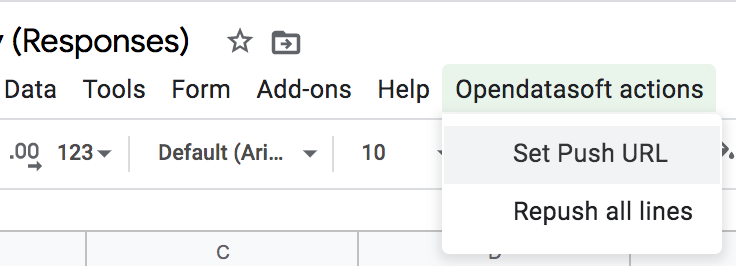 (Responses)
Data Tools Form Add-ons Help Opendatasoft actions
.00 123 Default (Ari... 10
Set Push URL
Repush all lines
C